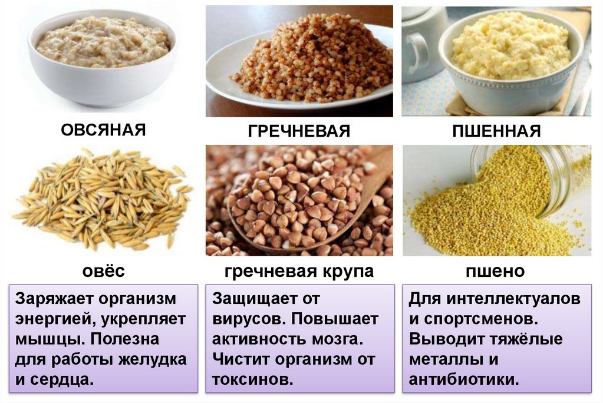 ОВСЯНАЯ
ГРЕЧНЕВАЯ
ПШЕННАЯ
овёс
гречневая крупа
пшено
Заряжает организм
энергией, укрепляет
мышцы. Полезна
для работы желудка
и сердца.
Защищает от
вирусов. Повышает
активность мозга.
Чистит организм от
токсинов.
Для интеллектуалов
и спортсменов.
Выводит тяжёлые
металлы и
антибиотики.